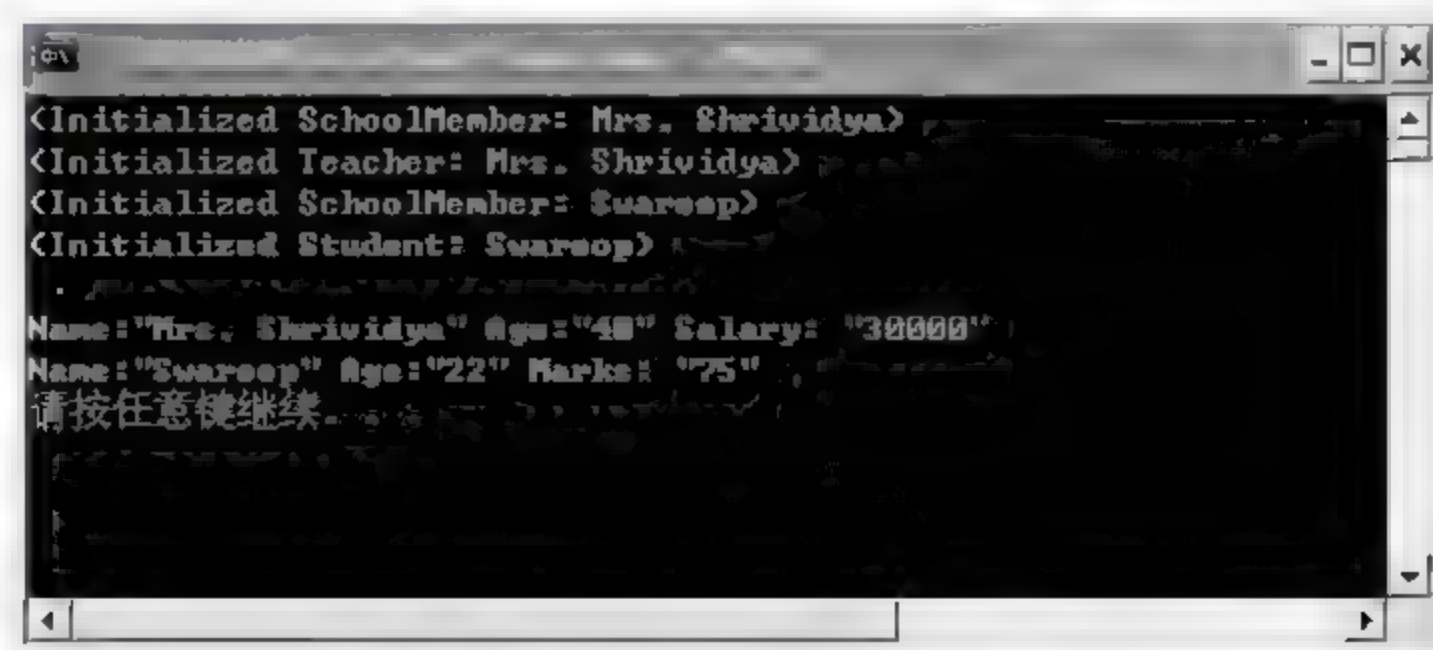 (Initialized SchoolMember: Mrs. Shrividya)
(Initialized Teacher: Mrs. Shrividya)
(Initialized SchoolMember: Swaroop)
(Initialized Student: Swaroop)
Name:"Mrs. Shrividya" Age:"40" Salary: "30000"
Name:"Swaroop" Age:"22" Marks: "75"
请按任意键继续.